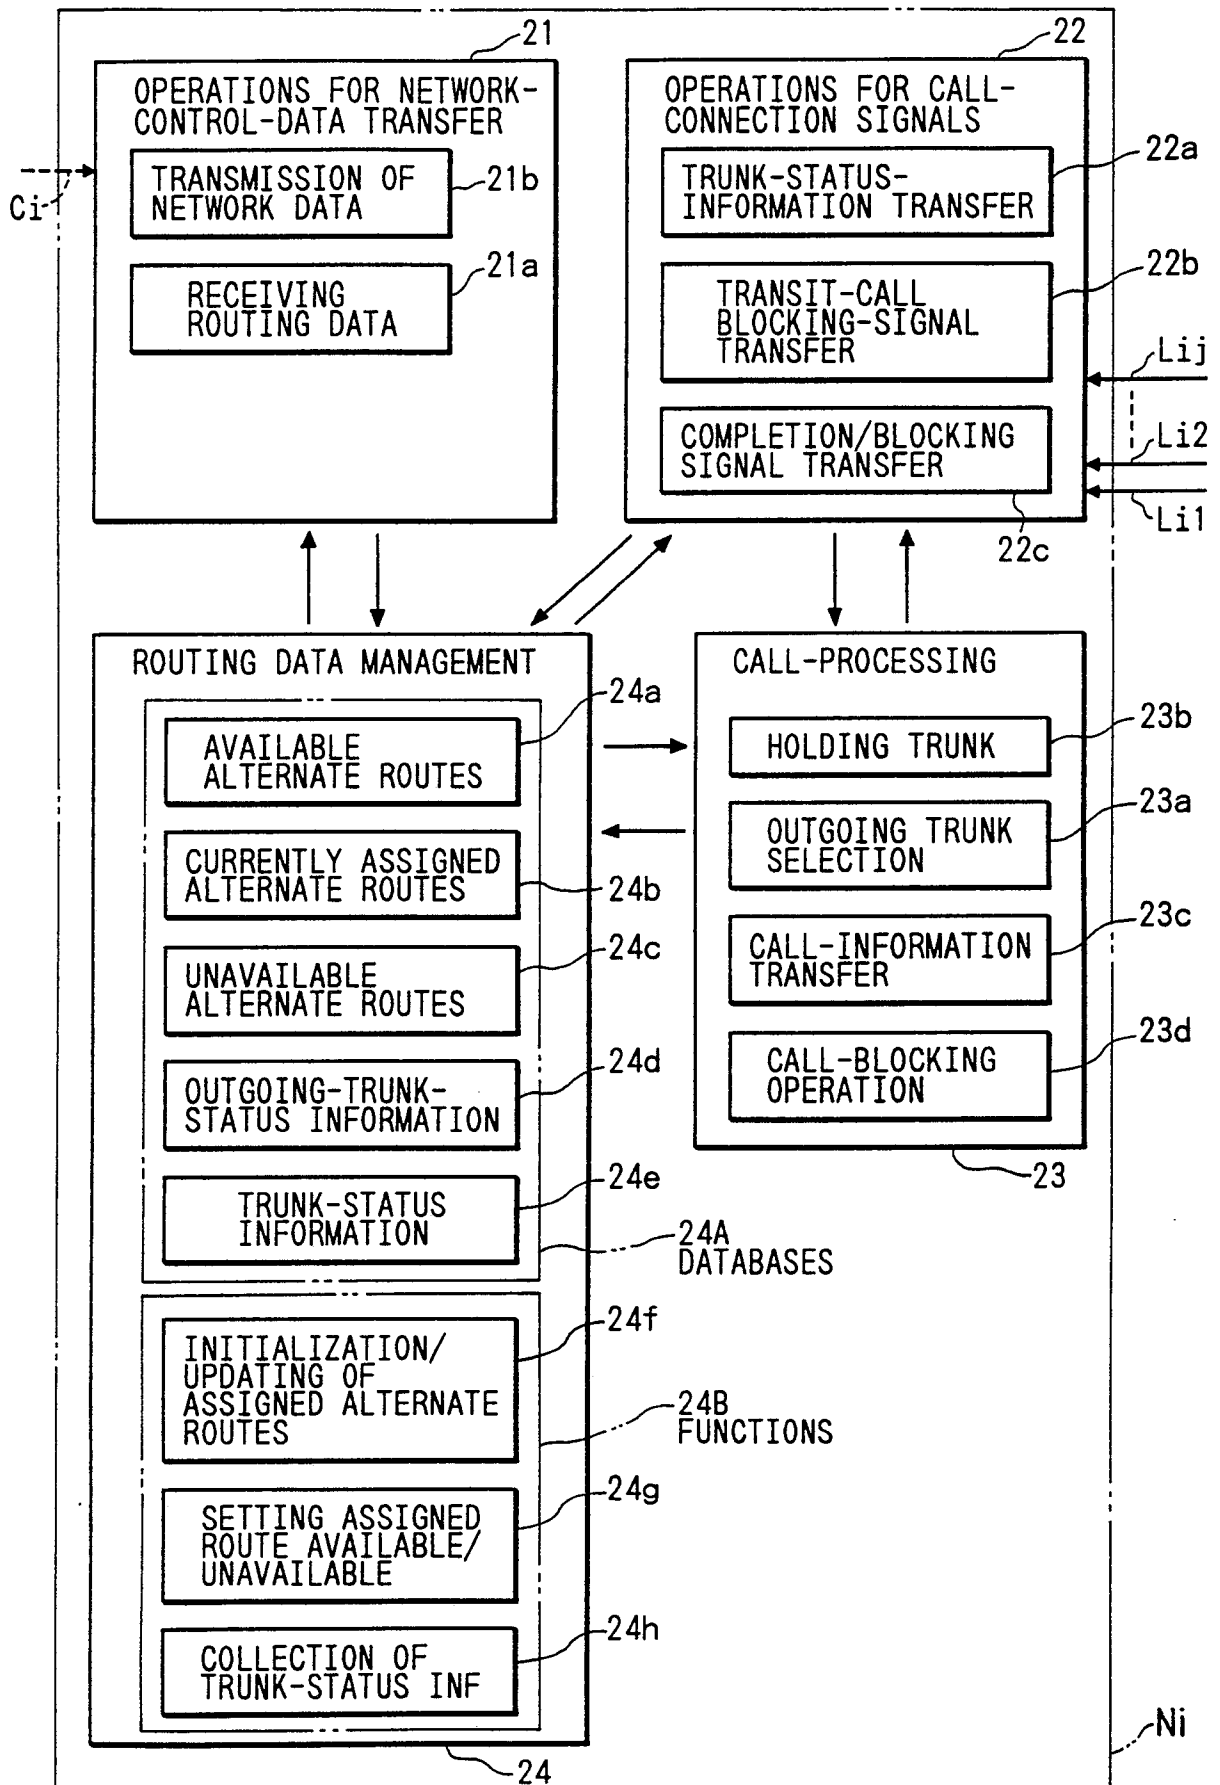 21
OPERATIONS FOR NETWORK-
CONTROL-DATA TRANSFER
Ci
TRANSMISSION OF
NETWORK DATA
21b
RECEIVING
ROUTING DATA
21a
22
OPERATIONS FOR CALL-
CONNECTION SIGNALS
TRUNK-STATUS-
INFORMATION TRANSFER
22a
TRANSIT-CALL
BLOCKING-SIGNAL
TRANSFER
22b
COMPLETION/BLOCKING
SIGNAL TRANSFER
22c
Lij
Li2
Li1
ROUTING DATA MANAGEMENT
AVAILABLE
ALTERNATE ROUTES
24a
CURRENTLY ASSIGNED
ALTERNATE ROUTES
24b
UNAVAILABLE
ALTERNATE ROUTES
24c
OUTGOING-TRUNK-
STATUS INFORMATION
24d
TRUNK-STATUS
INFORMATION
24e
24A
DATABASES
INITIALIZATION/
UPDATING OF
ASSIGNED ALTERNATE
ROUTES
24f
24B
FUNCTIONS
SETTING ASSIGNED
ROUTE AVAILABLE/
UNAVAILABLE
24g
COLLECTION OF
TRUNK-STATUS INF
24h
24
CALL-PROCESSING
HOLDING TRUNK
23b
OUTGOING TRUNK
SELECTION
23a
CALL-INFORMATION
TRANSFER
23c
CALL-BLOCKING
OPERATION
23d
23
Ni